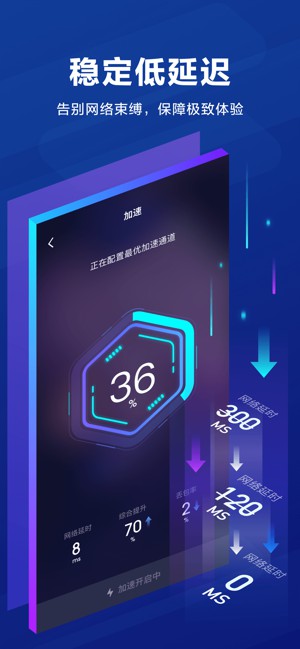 稳定低延迟
告别网络束缚，保障极致体验
加速
正在配置最优加速通道
36
%
网络延时
300
MS
网络延时
120
MS
网络延时
0
MS
网络延时
8
ms
综合提升
70
%
丢包率
2
%
加速开启中